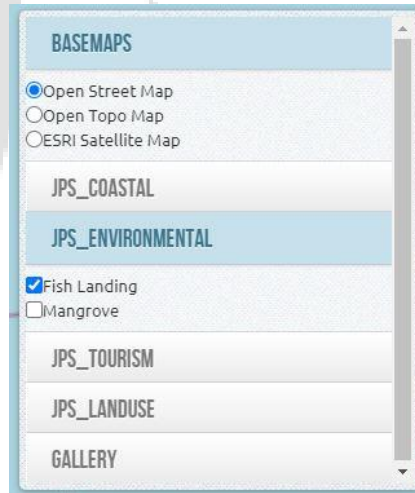 BASEMAPS
Open Street Map
Open Topo Map
ESRI Satellite Map
JPS_COASTAL
JPS_ENVIRONMENTAL
Fish Landing
Mangrove
JPS_TOURISM
JPS_LANDUSE
GALLERY